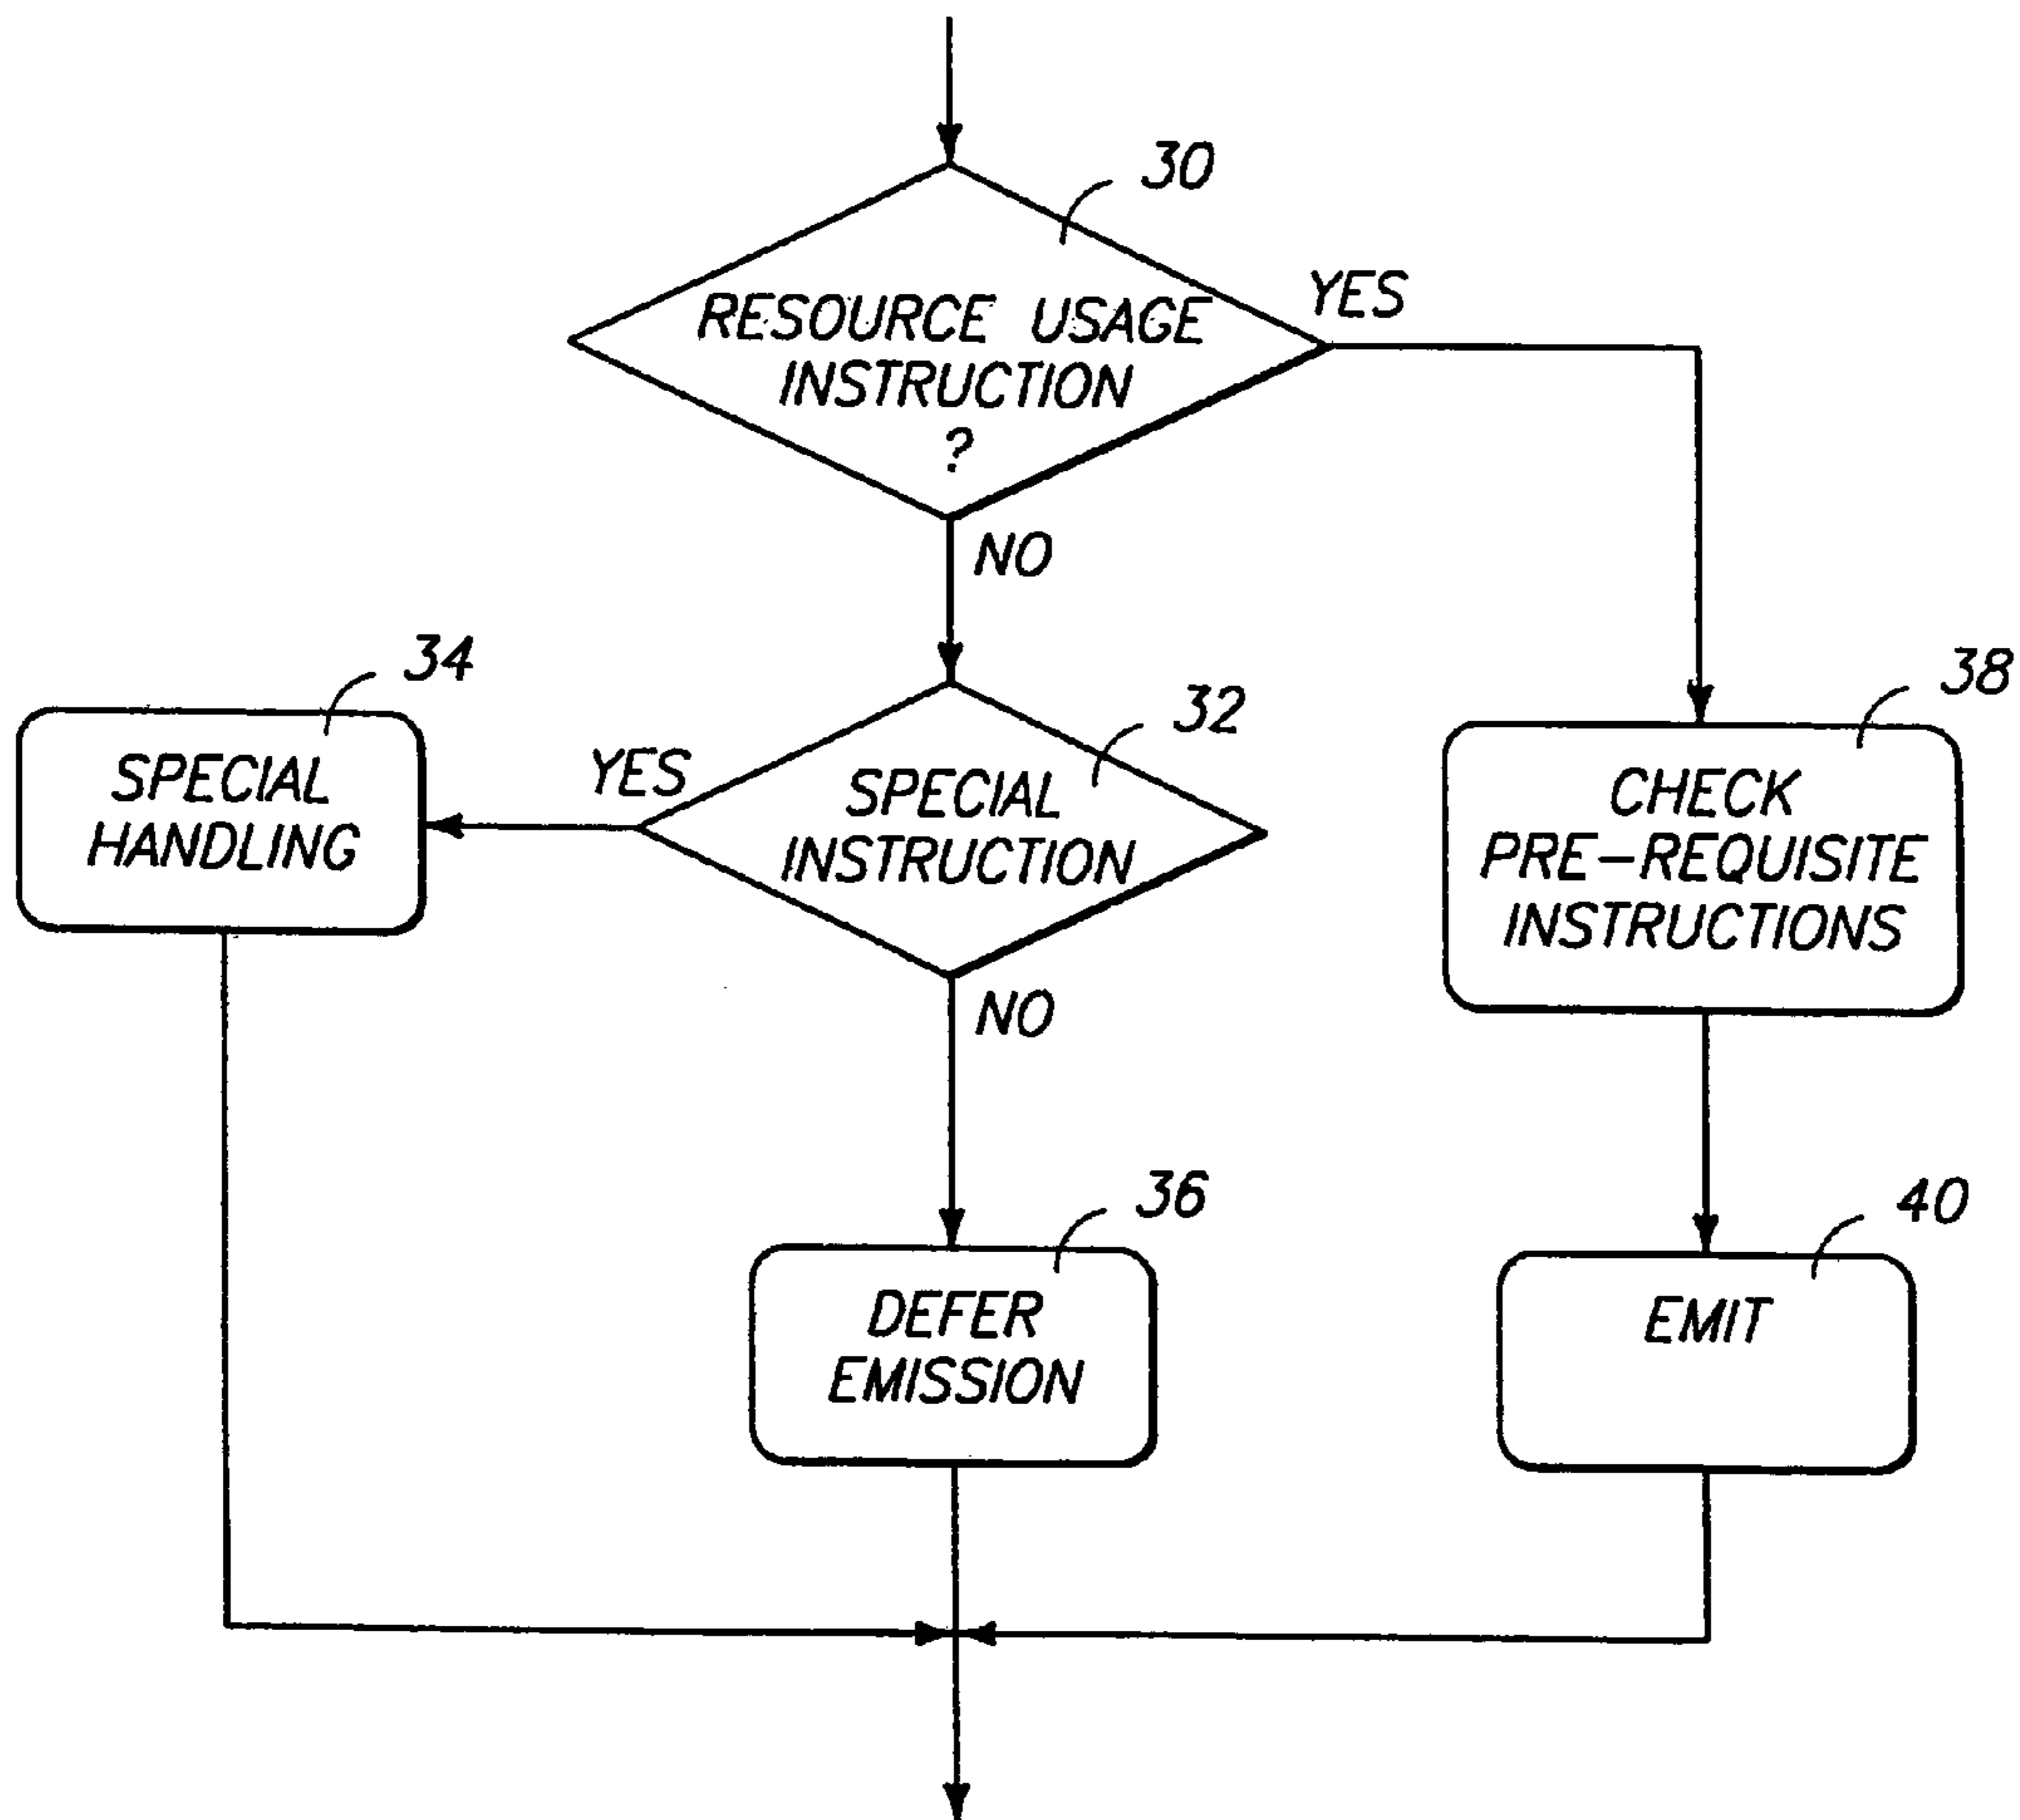 30
RESOURCE USAGE
INSTRUCTION
?
YES
NO
34
SPECIAL
HANDLING
YES
32
SPECIAL
INSTRUCTION
NO
38
CHECK
PRE-REQUISITE
INSTRUCTIONS
36
DEFER
EMISSION
40
EMIT